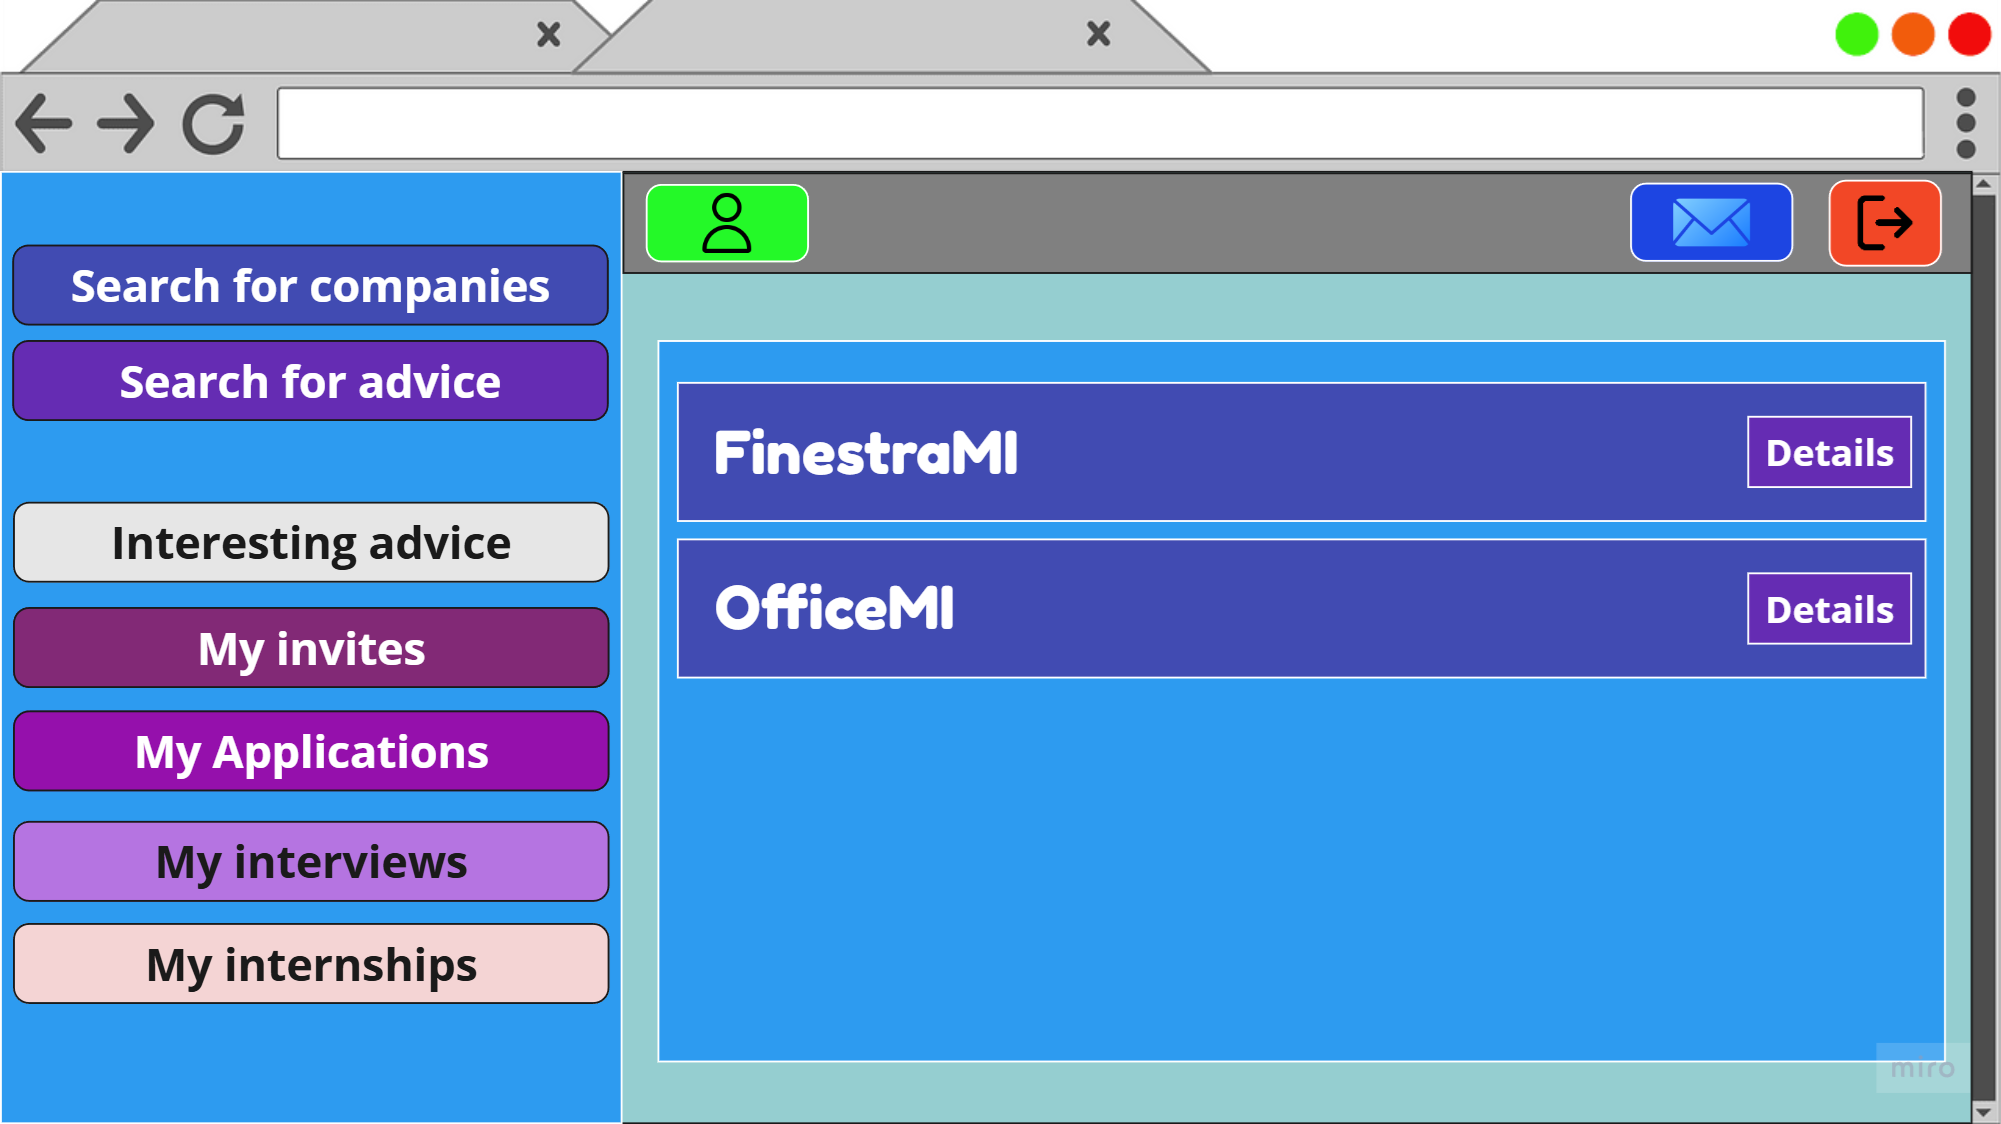 Search for companies
Search for advice
Interesting advice
My invites
My Applications
My interviews
My internships
FinestraMI
Details
OfficeMI
Details
miro